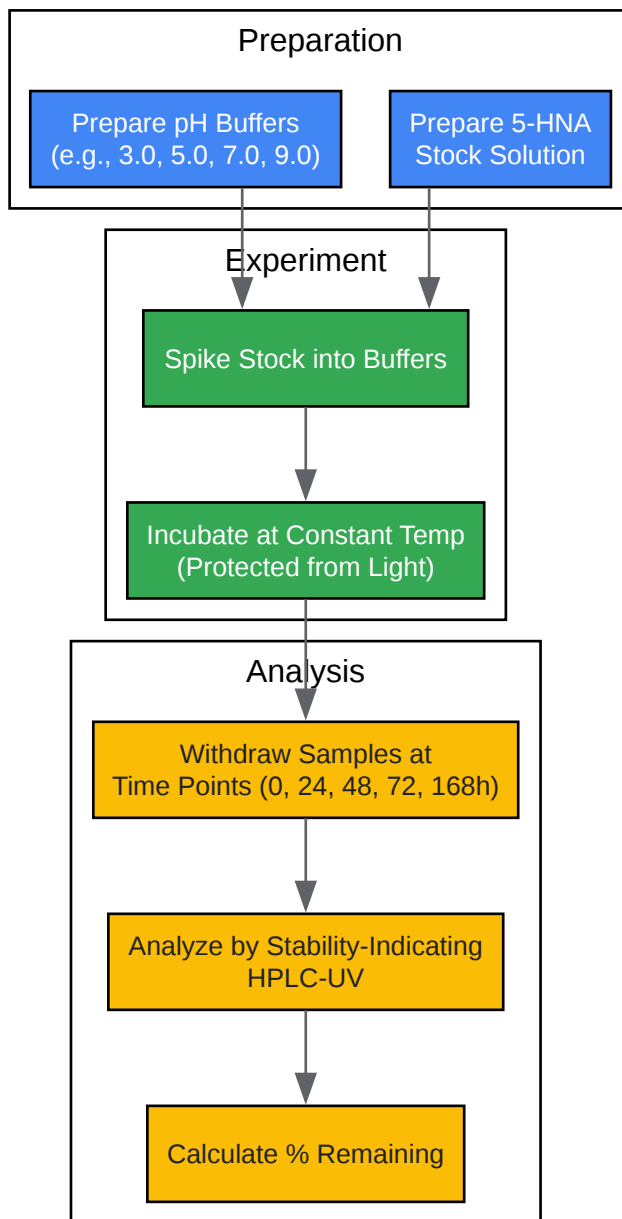 Preparation
Prepare pH Buffers
(e.g., 3.0, 5.0, 7.0, 9.0)
Prepare 5-HNA
Stock Solution
Experiment
Spike Stock into Buffers
Incubate at Constant Temp
(Protected from Light)
Analysis
Withdraw Samples at
Time Points (0, 24, 48, 72, 168h)
Analyze by Stability-Indicating
HPLC-UV
Calculate % Remaining